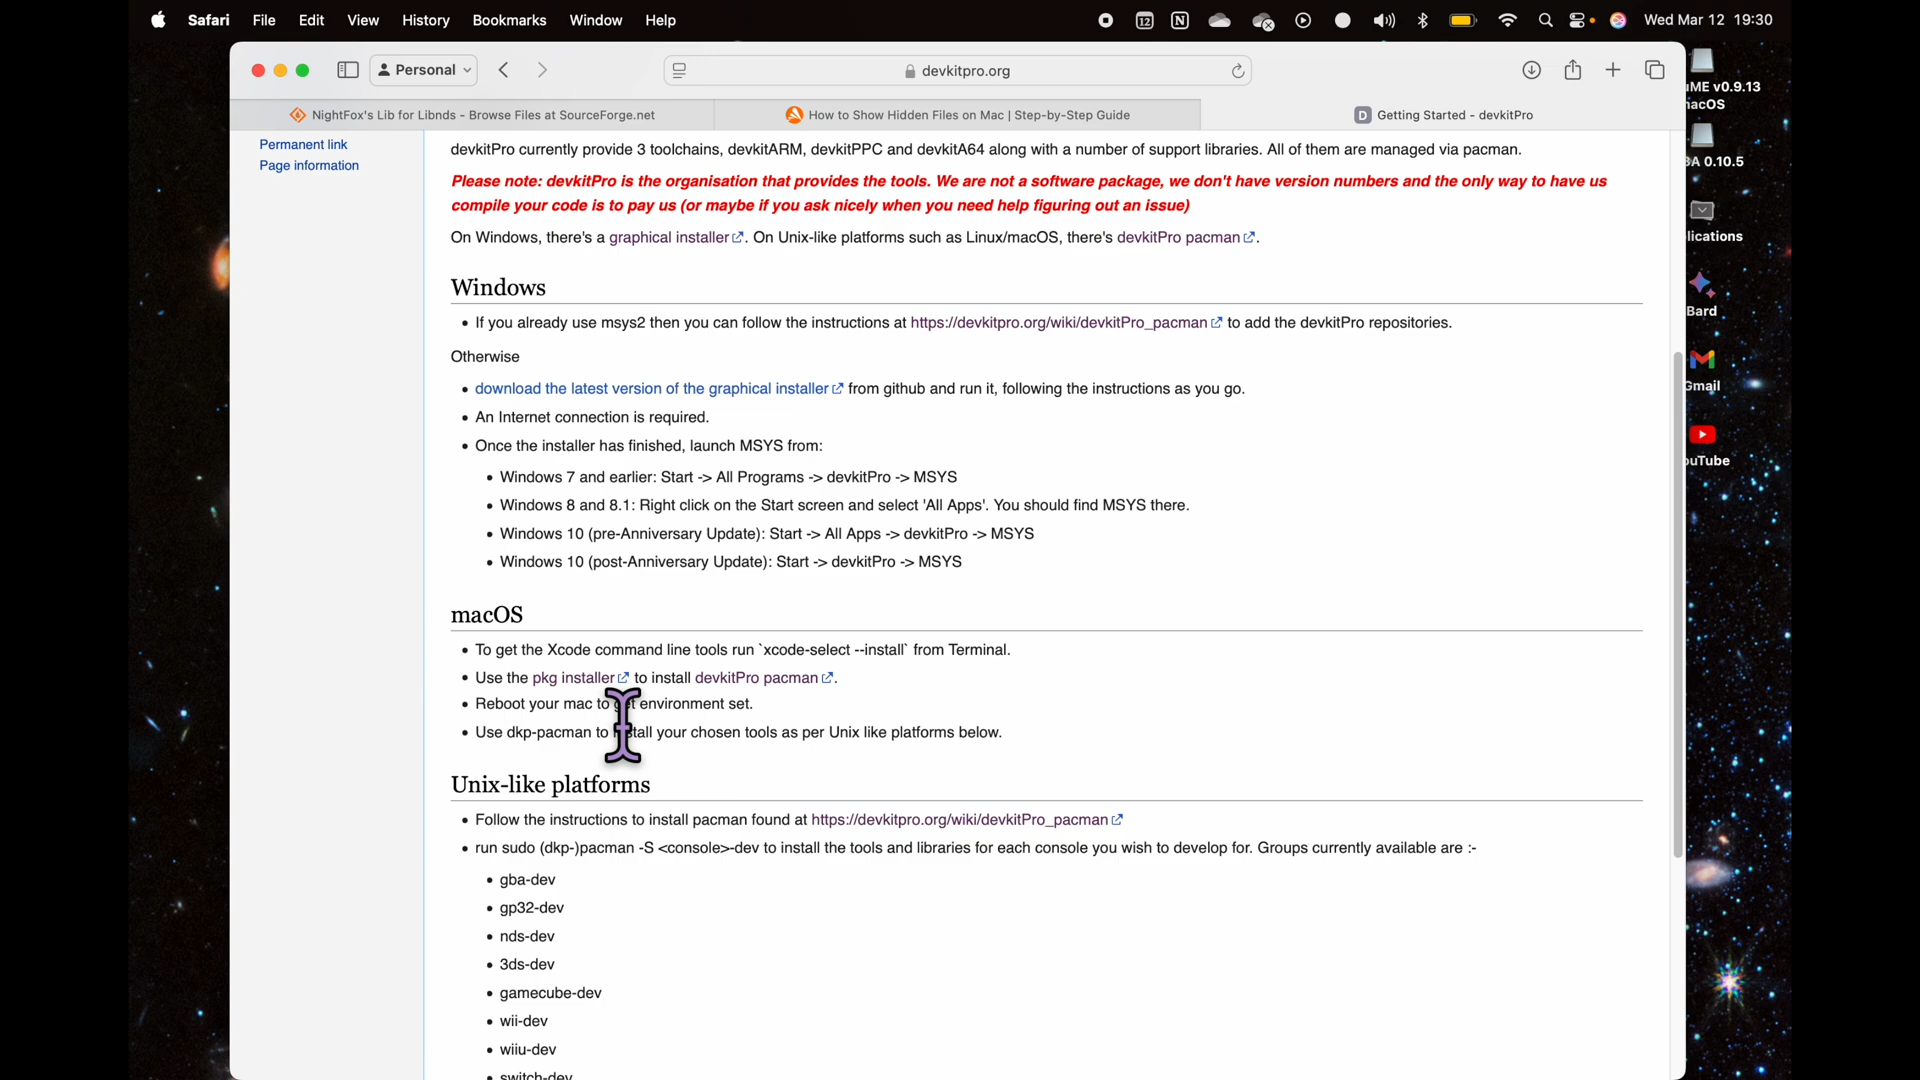 Safari File Edit View History Bookmarks Window Help
12
Wed Mar 12 19:30
Personal
devkitpro.org
NightFox's Lib for Libnds - Browse Files at SourceForge.net
How to Show Hidden Files on Mac | Step-by-Step Guide
Getting Started - devkitPro
Permanent link
Page information
devkitPro currently provide 3 toolchains, devkitARM, devkitPPC and devkitA64 along with a number of support libraries. All of them are managed via pacman.
Please note: devkitPro is the organisation that provides the tools. We are not a software package, we don't have version numbers and the only way to have us
compile your code is to pay us (or maybe if you ask nicely when you need help figuring out an issue)
On Windows, there's a graphical installer. On Unix-like platforms such as Linux/macOS, there's devkitPro pacman.
Windows
• If you already use msys2 then you can follow the instructions at https://devkitpro.org/wiki/devkitPro_pacman to add the devkitPro repositories.
Otherwise
• download the latest version of the graphical installer from github and run it, following the instructions as you go.
• An Internet connection is required.
• Once the installer has finished, launch MSYS from:
• Windows 7 and earlier: Start -> All Programs -> devkitPro -> MSYS
• Windows 8 and 8.1: Right click on the Start screen and select 'All Apps'. You should find MSYS there.
• Windows 10 (pre-Anniversary Update): Start -> All Apps -> devkitPro -> MSYS
• Windows 10 (post-Anniversary Update): Start -> devkitPro -> MSYS
macOS
• To get the Xcode command line tools run `xcode-select --install` from Terminal.
• Use the pkg installer to install devkitPro pacman.
• Reboot your mac to get environment set.
• Use dkp-pacman to install your chosen tools as per Unix like platforms below.
Unix-like platforms
• Follow the instructions to install pacman found at https://devkitpro.org/wiki/devkitPro_pacman
• run sudo (dkp-)pacman -S <console>-dev to install the tools and libraries for each console you wish to develop for. Groups currently available are :-
• gba-dev
• gp32-dev
• nds-dev
• 3ds-dev
• gamecube-dev
• wii-dev
• wiiu-dev
• switch-dev
uME v0.9.13
nacOS
BA 0.10.5
lications
Bard
Gmail
ouTube